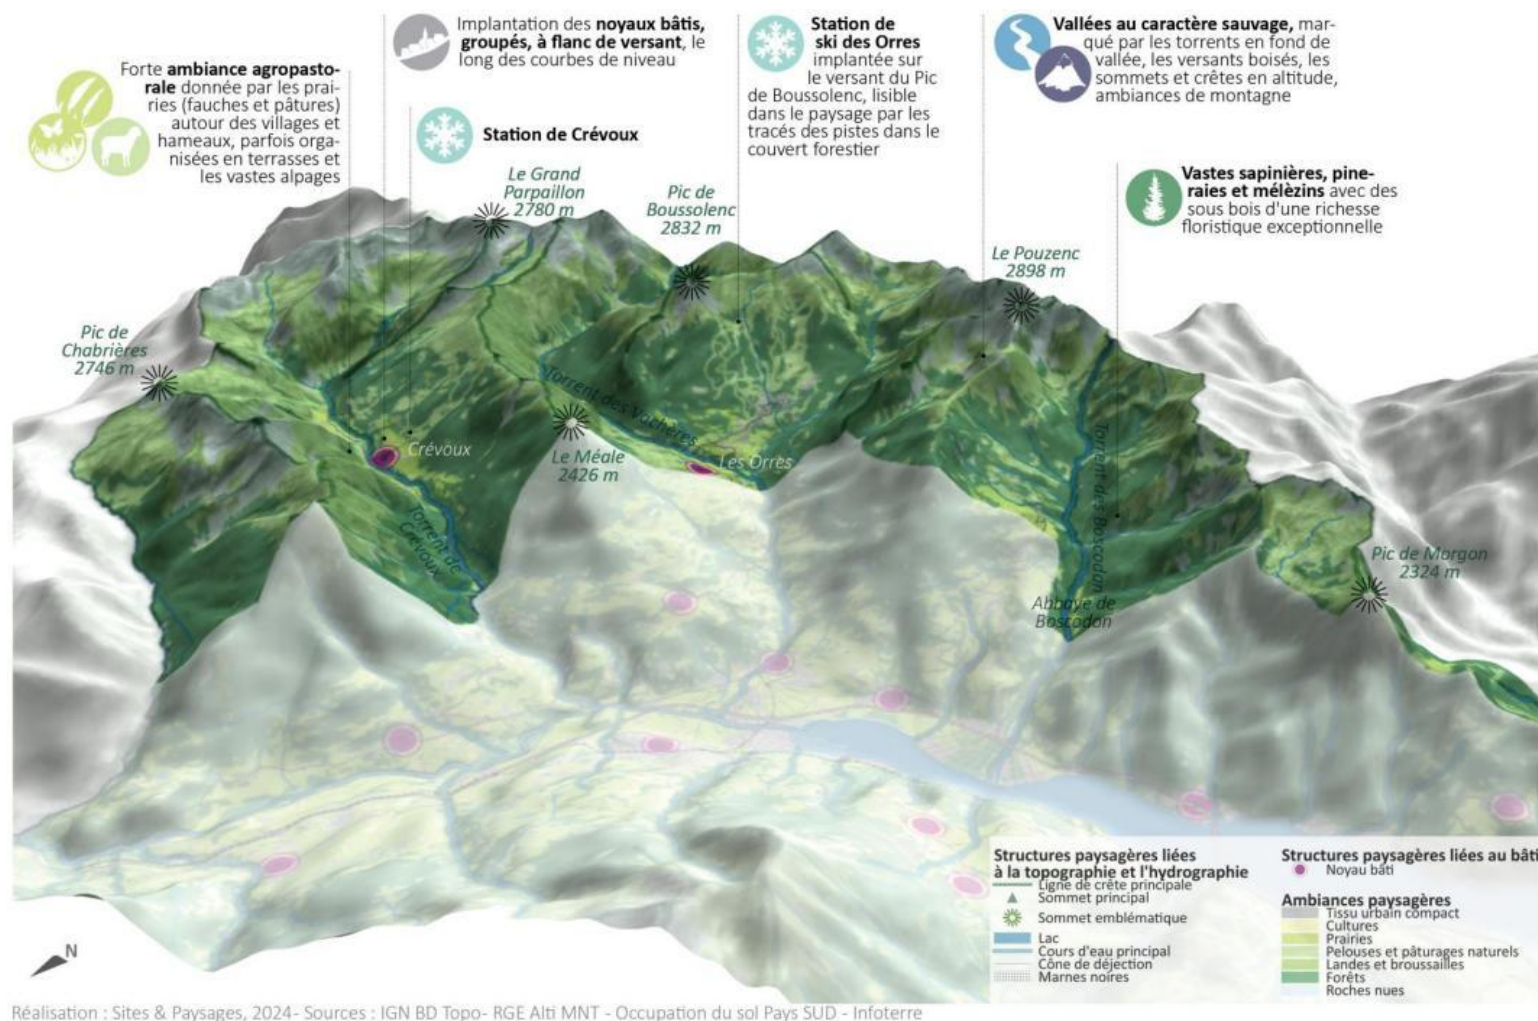 Forte ambiance agropasto-
rale donnée par les prai-
ries (fauches et pâtures)
autour des villages et
hameaux, parfois orga-
nisées en terrasses et
les vastes alpages
Implantation des noyaux bâtis,
groupés, à flanc de versant, le
long des courbes de niveau
Station de Crévoux
Station de
ski des Orres
implantée sur
le versant du Pic
de Boussolenc, lisible
dans le paysage par les
tracés des pistes dans le
couvert forestier
Vallées au caractère sauvage, mar-
qué par les torrents en fond de
vallée, les versants boisés, les
sommets et crêtes en altitude,
ambiances de montagne
Vastes sapinières, pine-
raies et mélèzins avec des
sous bois d'une richesse
floristique exceptionnelle
Le Grand
Parpaillon
2780 m
Pic de
Boussolenc
2832 m
Le Pouzenc
2898 m
Pic de
Chabrières
2746 m
Crévoux
Torrent de
Crévoux
Torrent des Vachères
Le Méale
2426 m
Les Orres
Torrent des Boscodon
Abbaye de
Boscodon
Pic de Morgon
2324 m
N
Structures paysagères liées
à la topographie et l'hydrographie
Ligne de crête principale
Sommet principal
Sommet emblématique
Lac
Cours d'eau principal
Cône de déjection
Marnes noires
Structures paysagères liées au bâti
Noyau bâti
Ambiances paysagères
Tissu urbain compact
Cultures
Prairies
Pelouses et pâturages naturels
Landes et broussailles
Forêts
Roches nues
Réalisation : Sites & Paysages, 2024- Sources : IGN BD Topo- RGE Alti MNT - Occupation du sol Pays SUD - Infoterre